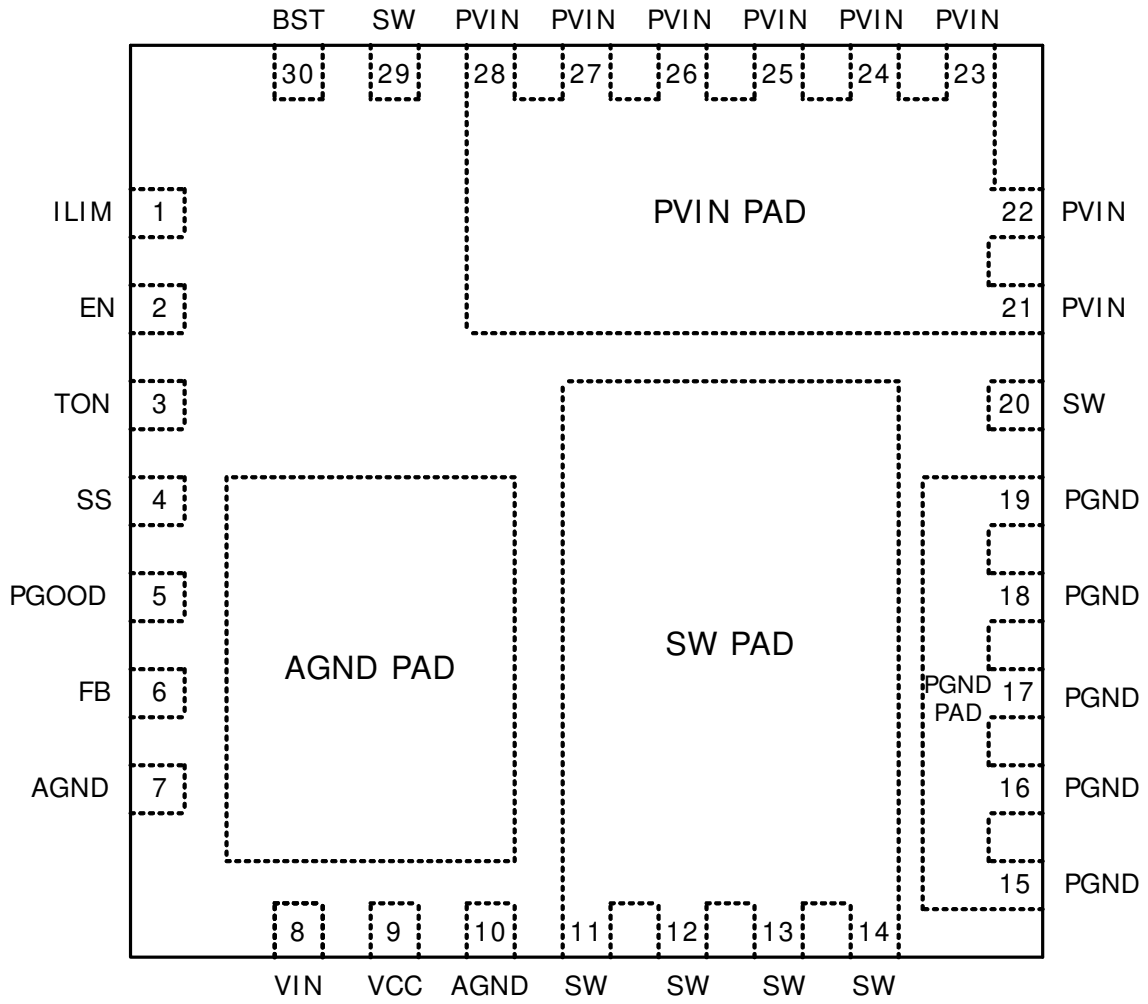 BST SW PVIN PVIN PVIN PVIN PVIN PVIN
30 29 28 27 26 25 24 23
ILIM 1 PVIN PAD 22 PVIN
EN 2 21 PVIN
TON 3 20 SW
SS 4 19 PGND
PGOOD 5 18 PGND
AGND PAD SW PAD
FB 6 PGND PAD 17 PGND
AGND 7 16 PGND
15 PGND
8 9 10 11 12 13 14
VIN VCC AGND SW SW SW SW